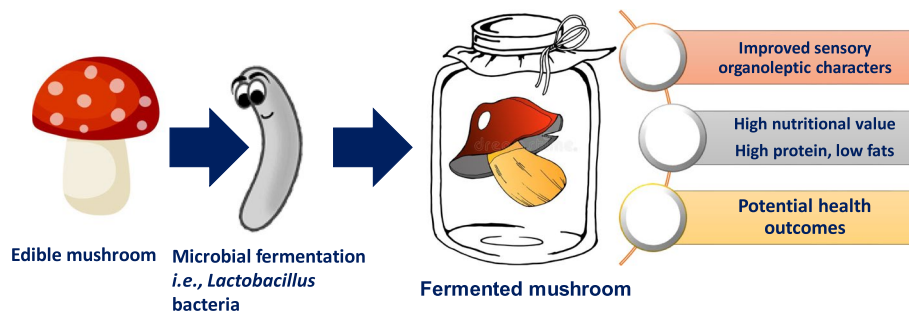 Edible mushroom
Microbial fermentation
i.e., Lactobacillus
bacteria
Fermented mushroom
Improved sensory
organoleptic characters
High nutritional value
High protein, low fats
Potential health
outcomes